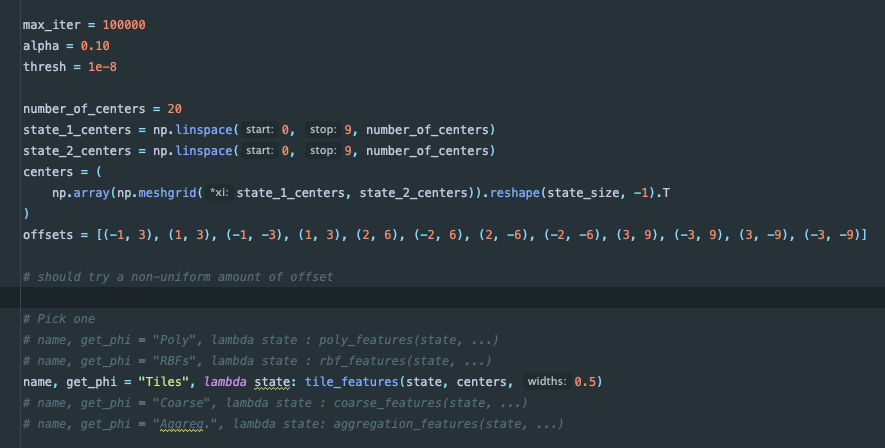 max_iter = 100000
alpha = 0.10
thresh = 1e-8
number_of_centers = 20
state_1_centers = np.linspace( start: 0, stop: 9, number_of_centers)
state_2_centers = np.linspace( start: 0, stop: 9, number_of_centers)
centers = (
np.array(np.meshgrid( *xi: state_1_centers, state_2_centers)).reshape(state_size, -1).T
)
offsets = [(-1, 3), (1, 3), (-1, -3), (1, 3), (2, 6), (-2, 6), (2, -6), (-2, -6), (3, 9), (-3, 9), (3, -9), (-3, -9)]
# should try a non-uniform amount of offset
# Pick one
# name, get_phi = "Poly", lambda state : poly_features(state, ...)
# name, get_phi = "RBFs", lambda state : rbf_features(state, ...)
name, get_phi = "Tiles", lambda state: tile_features(state, centers, widths: 0.5)
# name, get_phi = "Coarse", lambda state : coarse_features(state, ...)
# name, get_phi = "Aggreg.", lambda state: aggregation_features(state, ...)